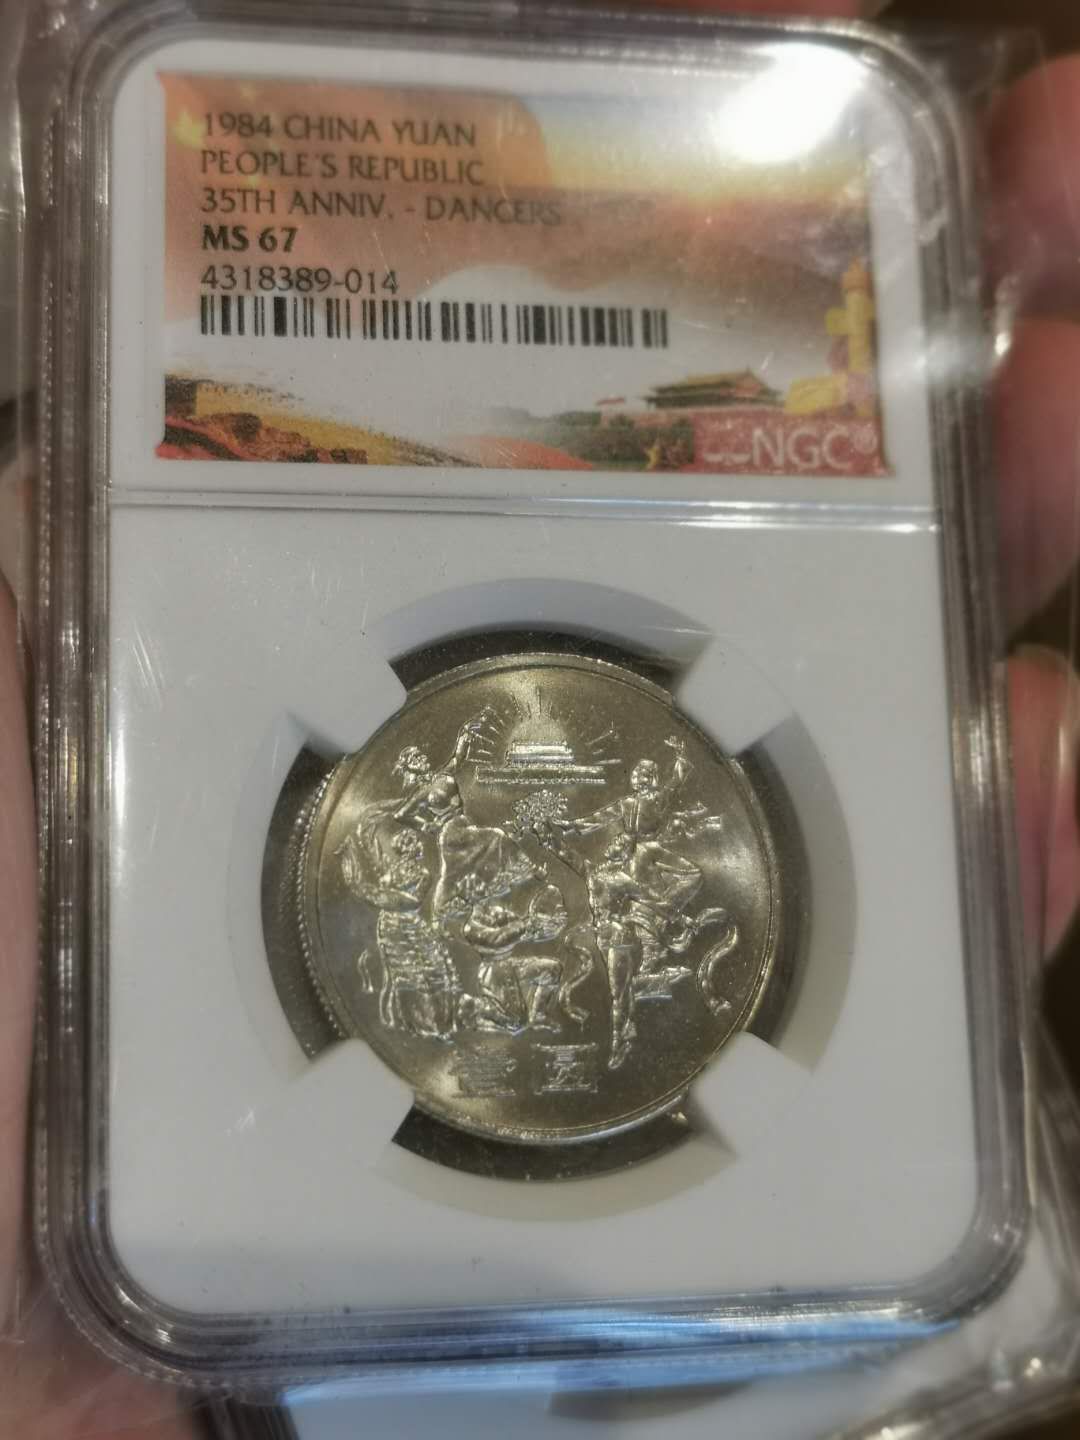 1984 CHINA YUAN
PEOPLE'S REPUBLIC
35TH ANNIV. - DANCERS
MS 67
4318389-014
NGC®
壹圆